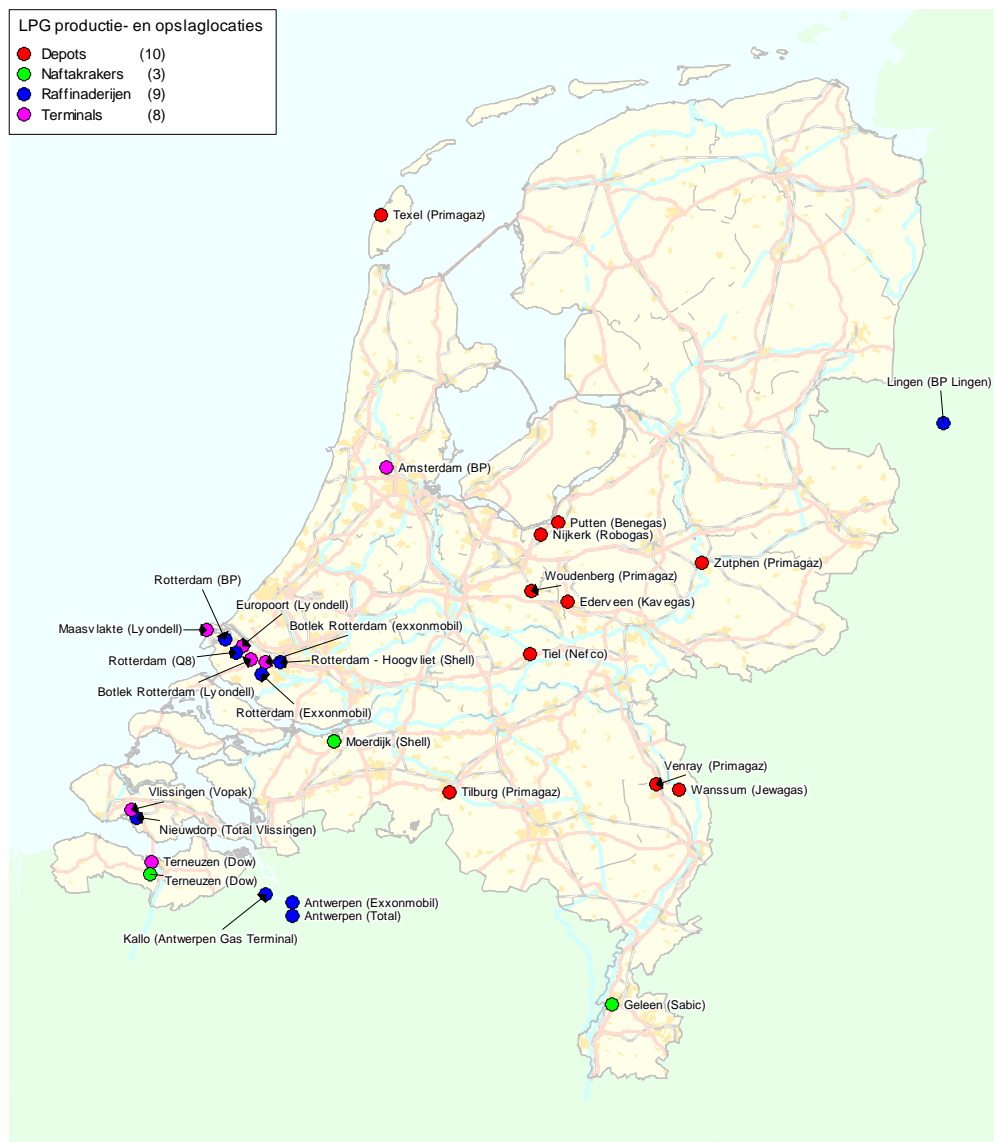 LPG productie- en opslaglocaties
Depots (10)
Naftakrakers (3)
Raffinaderijen (9)
Terminals (8)
Texel (Primagaz)
Lingen (BP Lingen)
Amsterdam (BP)
Putten (Benegas)
Nijkerk (Robogas)
Zutphen (Primagaz)
Woudenberg (Primagaz)
Rotterdam (BP)
Ederveen (Kavegas)
Europoort (Lyondell)
Botlek Rotterdam (exxonmobil)
Maasvlakte (Lyondell)
Tiel (Nefco)
Rotterdam (Q8)
Rotterdam - Hoogvliet (Shell)
Botlek Rotterdam (Lyondell)
Rotterdam (Exxonmobil)
Moerdijk (Shell)
Venray (Primagaz)
Wanssum (Jewagas)
Vlissingen (Vopak)
Tilburg (Primagaz)
Nieuwdorp (Total Vlissingen)
Terneuzen (Dow)
Terneuzen (Dow)
Antwerpen (Exxonmobil)
Antwerpen (Total)
Kallo (Antwerpen Gas Terminal)
Geleen (Sabic)